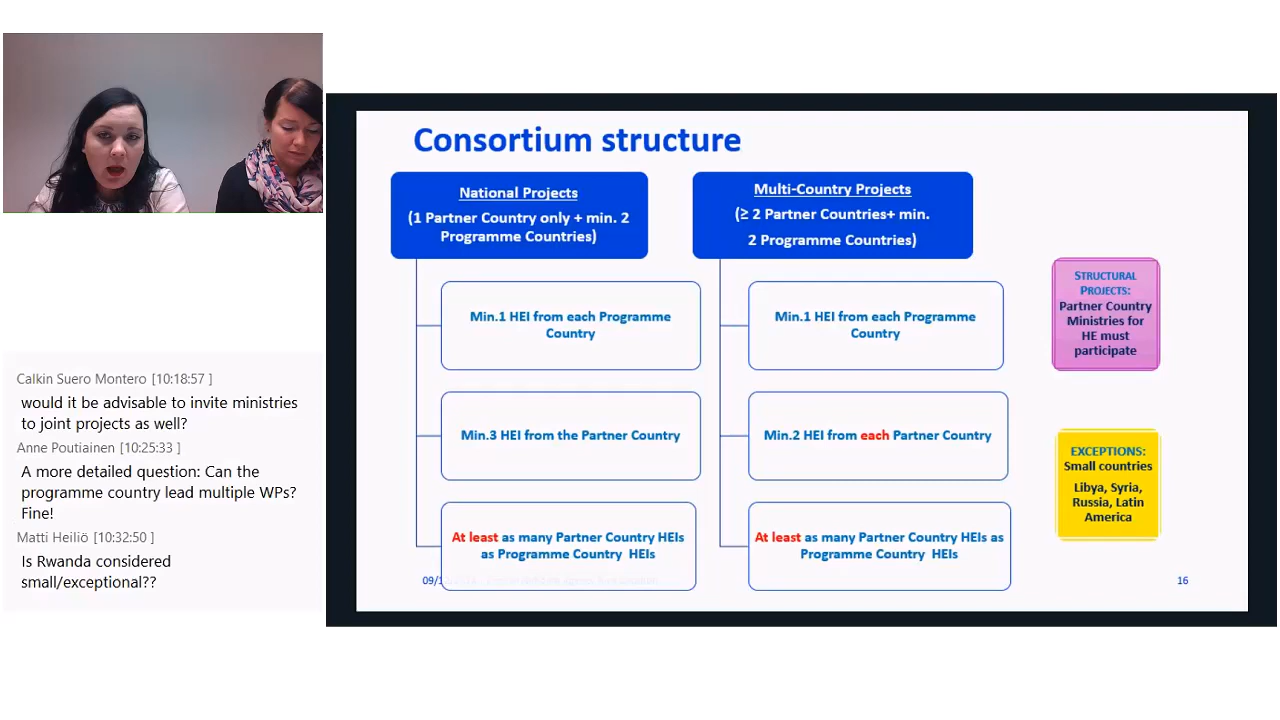 Consortium structure
National Projects
(1 Partner Country only + min. 2
Programme Countries)
Multi-Country Projects
(≥ 2 Partner Countries+ min.
2 Programme Countries)
Min.1 HEI from each Programme
Country
Min.1 HEI from each Programme
Country
STRUCTURAL
PROJECTS:
Partner Country
Ministries for
HE must
participate
Min.3 HEI from the Partner Country
Min.2 HEI from each Partner Country
EXCEPTIONS:
Small countries
Libya, Syria,
Russia, Latin
America
At least as many Partner Country HEIs
as Programme Country HEIs
At least as many Partner Country HEIs as
Programme Country HEIs
16
Calkin Suero Montero [10:18:57 ]
would it be advisable to invite ministries
to joint projects as well?
Anne Poutiainen [10:25:33 ]
A more detailed question: Can the
programme country lead multiple WPs?
Fine!
Matti Heiliö [10:32:50 ]
Is Rwanda considered
small/exceptional??